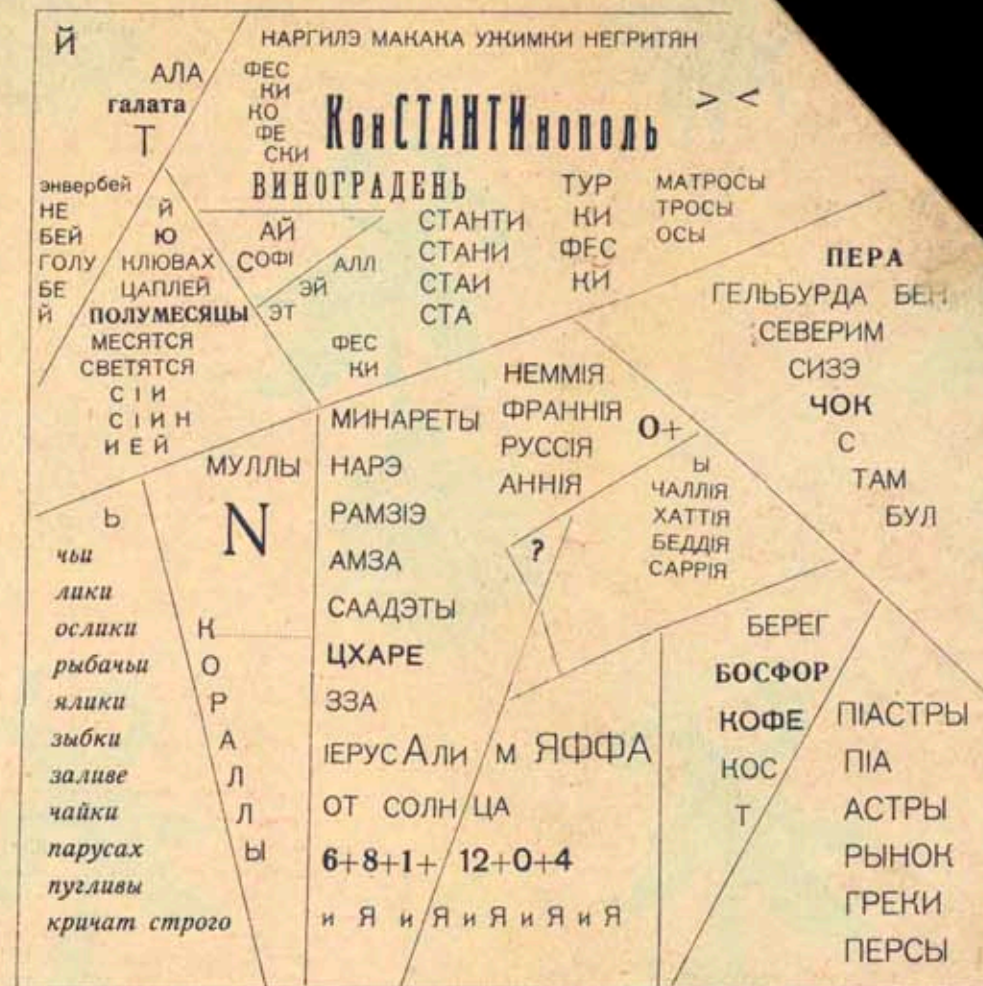 Й
АЛА
галата
Т
энвербей
НЕ
БЕЙ
ГОЛУ
БЕ
Й
НАРГИЛЭ МАКАКА УЖИМКИ НЕГРИТЯН
ФЕС
КИ
КО
ФЕ
СКИ
КонСТАНТИнополь
> <
ВИНОГРАДЕНЬ
СТАНТИ
СТАНИ
СТАИ
СТА
ТУР
КИ
ФЕС
КИ
МАТРОСЫ
ТРОСЫ
ОСЫ
АЙ
СОФІ
АЛЛ
ЭЙ
ЭТ
ФЕС
КИ
Й
Ю
КЛЮВАХ
ЦАПЛЕЙ
ПОЛУМЕСЯЦЫ
МЕСЯТСЯ
СВЕТЯТСЯ
С І И
С І И Н
И Е Й
ПЕРА
ГЕЛЬБУРДА БЕН
СЕВЕРИМ
СИЗЭ
ЧОК
С
ТАМ
БУЛ
Ь
чьи
лики
ослики
рыбачьи
ялики
зыбки
заливе
чайки
парусах
пугливы
кричат строго
МУЛЛЫ
N
К
О
Р
А
Л
Л
Ы
МИНАРЕТЫ
НАРЭ
РАМЗІЭ
АМЗА
СААДЭТЫ
ЦХАРЕ
ЗЗА
ІЕРУСАЛИ М ЯФФА
ОТ СОЛНЦА
6+8+1+ 12+0+4
и Я и Я и Я и Я и Я
НЕММІЯ
ФРАННІЯ
РУССІЯ
АННІЯ
О+
?
Ы
ЧАЛЛІЯ
ХАТТІЯ
БЕДДІЯ
САРРІЯ
БЕРЕГ
БОСФОР
КОФЕ
КОС
Т
ПІАСТРЫ
ПІА
АСТРЫ
РЫНОК
ГРЕКИ
ПЕРСЫ